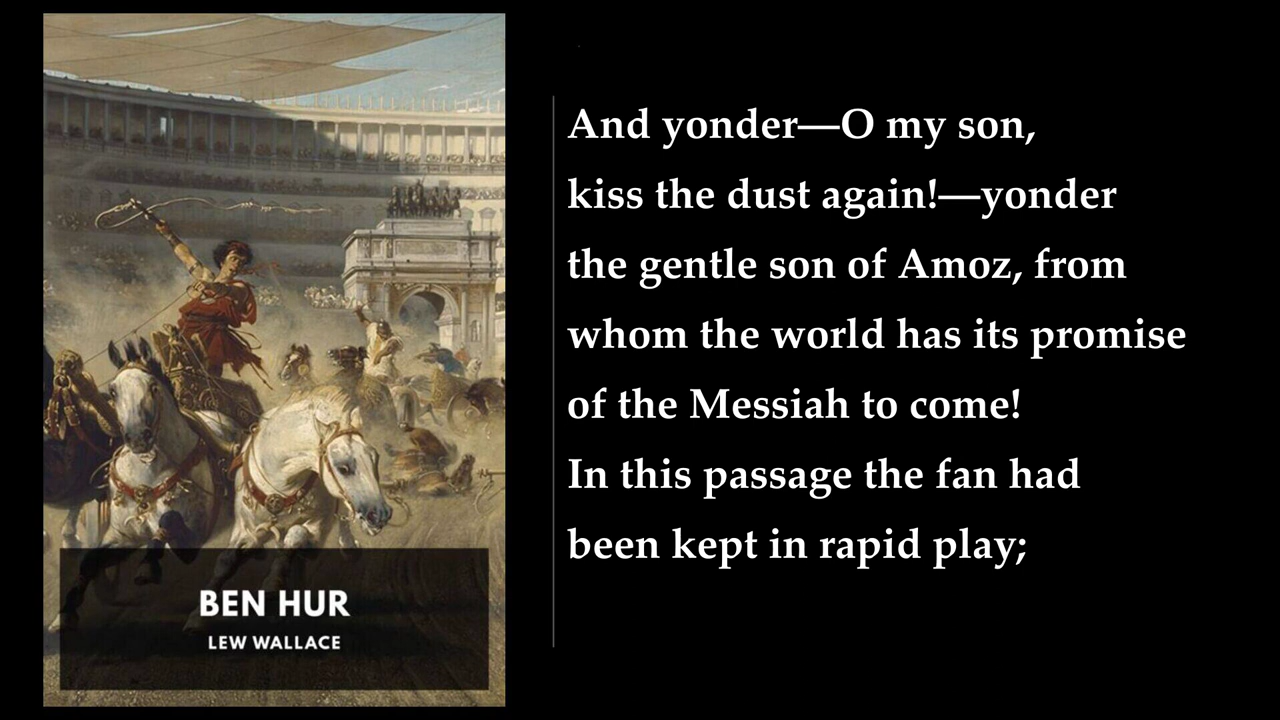 BEN HUR
LEW WALLACE
And yonder—O my son,
kiss the dust again!—yonder
the gentle son of Amoz, from
whom the world has its promise
of the Messiah to come!
In this passage the fan had
been kept in rapid play;